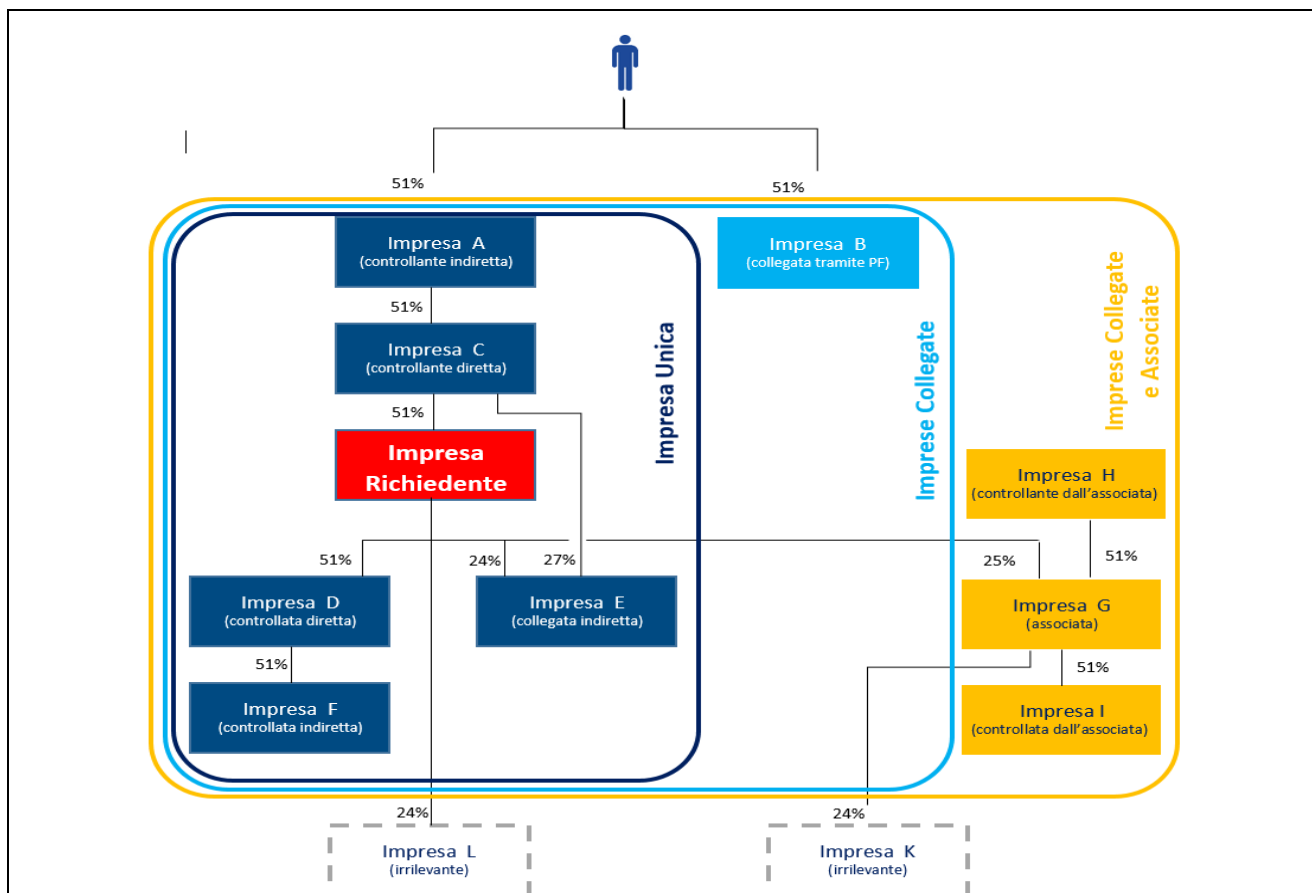 51%
51%
Impresa A
(controllante indiretta)
Impresa B
(collegata tramite PF)
51%
Impresa C
(controllante diretta)
51%
Impresa
Richiedente
Impresa Unica
Imprese Collegate
Imprese Collegate
e Associate
Impresa H
(controllante dall'associata)
51%
24%
27%
25%
51%
Impresa D
(controllata diretta)
Impresa E
(collegata indiretta)
Impresa G
(associata)
51%
51%
Impresa F
(controllata indiretta)
Impresa I
(controllata dall'associata)
24%
24%
Impresa L
(irrilevante)
Impresa K
(irrilevante)